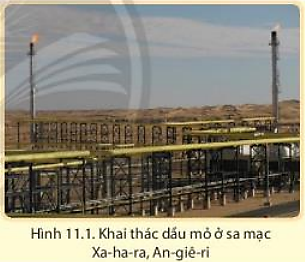 Hình 11.1. Khai thác dầu mỏ ở sa mạc
Xa-ha-ra, An-giê-ri